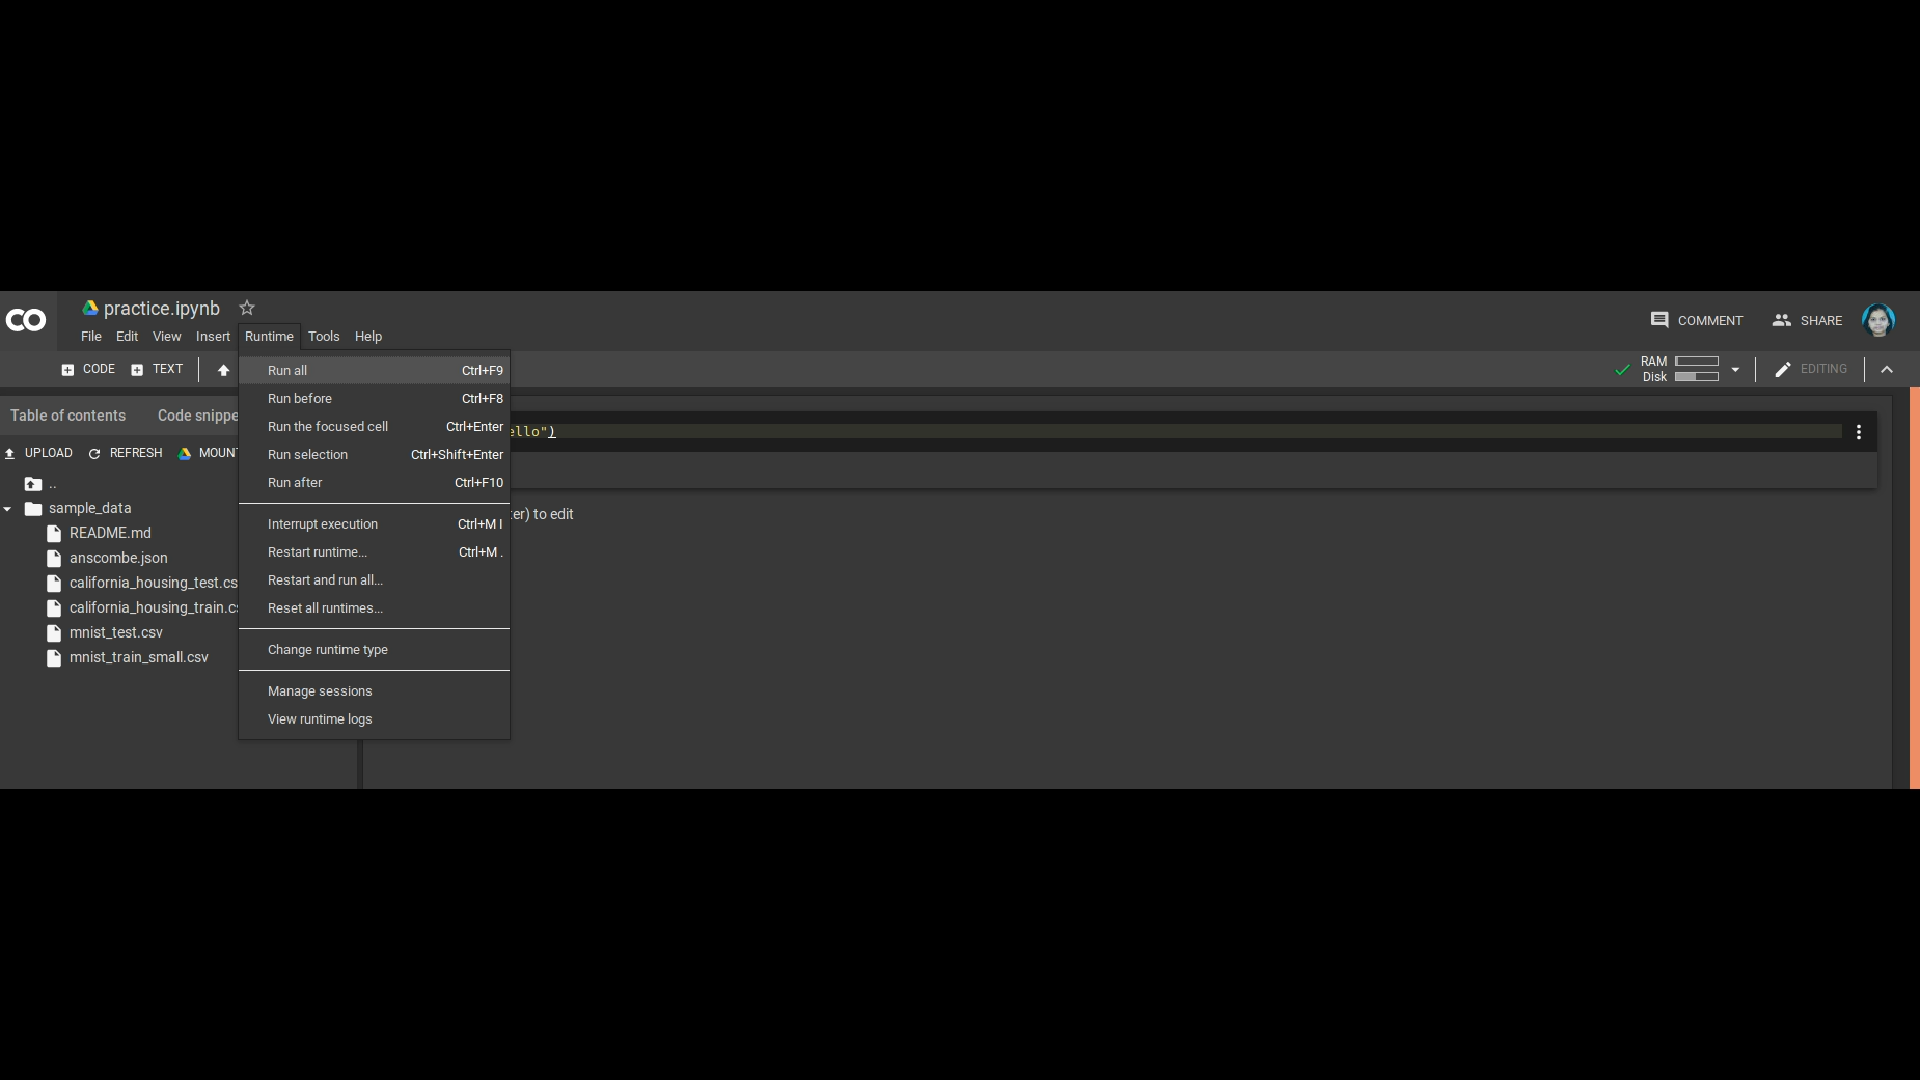 CO
practice.ipynb
File Edit View Insert Runtime Tools Help
COMMENT SHARE
CODE TEXT
RAM
Disk
EDITING
Run all Ctrl+F9
Run before Ctrl+F8
Run the focused cell Ctrl+Enter
Run selection Ctrl+Shift+Enter
Run after Ctrl+F10
Interrupt execution Ctrl+M I
Restart runtime... Ctrl+M .
Restart and run all...
Reset all runtimes...
Change runtime type
Manage sessions
View runtime logs
Table of contents Code snippe
UPLOAD REFRESH MOUNT
..
sample_data
README.md
anscombe.json
california_housing_test.cs
california_housing_train.cs
mnist_test.csv
mnist_train_small.csv
ello")
ter) to edit